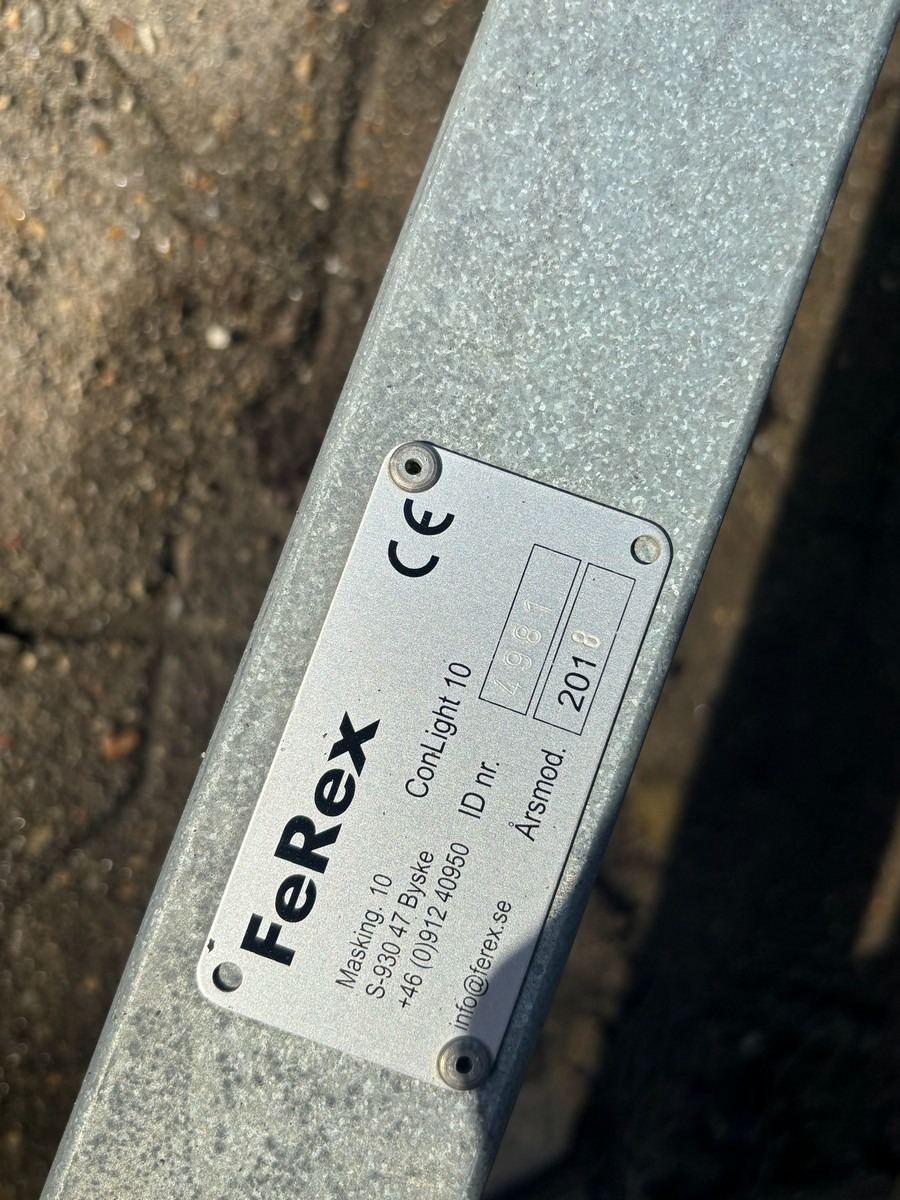 FeRex
CE
Masking. 10
S-930 47 Byske
+46 (0)912 40950
info@ferex.se
ConLight 10
ID nr. 4981
Årsmod. 2018